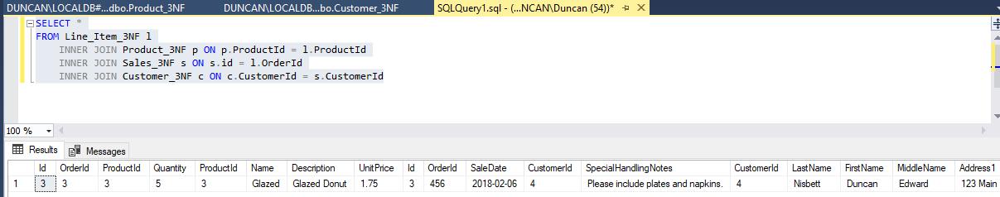 DUNCAN\LOCALDB#...dbo.Product_3NF DUNCAN\LOCALDB...bo.Customer_3NF SQLQuery1.sql - (...NCAN\Duncan (54))*
SELECT *
FROM Line_Item_3NF l
INNER JOIN Product_3NF p ON p.ProductId = l.ProductId
INNER JOIN Sales_3NF s ON s.id = l.OrderId
INNER JOIN Customer_3NF c ON c.CustomerId = s.CustomerId
100 %
Results Messages
Id OrderId ProductId Quantity ProductId Name Description UnitPrice Id OrderId SaleDate CustomerId SpecialHandlingNotes CustomerId LastName FirstName MiddleName Address1
1 3 3 3 5 3 Glazed Glazed Donut 1.75 3 456 2018-02-06 4 Please include plates and napkins. 4 Nisbett Duncan Edward 123 Main